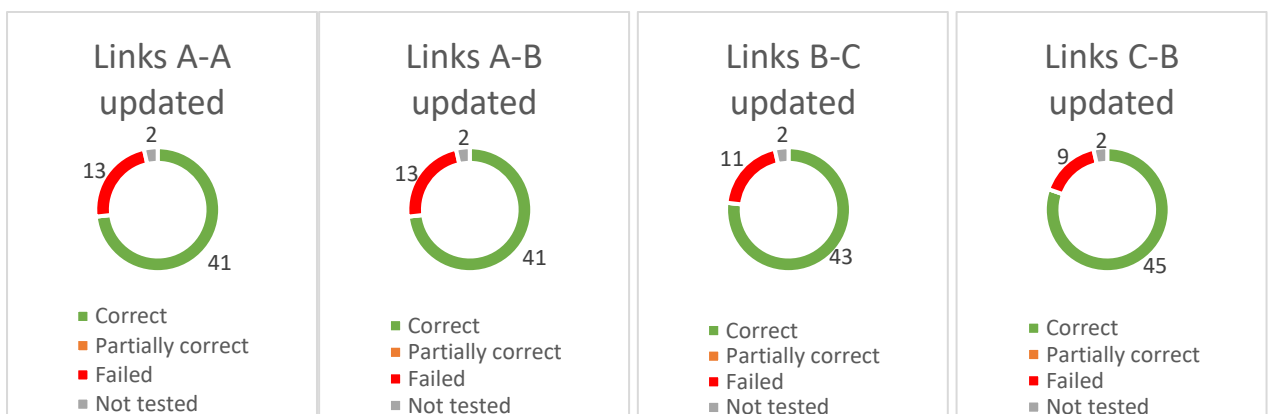 Links A-A
updated
2
13
41
Correct
Partially correct
Failed
Not tested
Links A-B
updated
2
13
41
Correct
Partially correct
Failed
Not tested
Links B-C
updated
2
11
43
Correct
Partially correct
Failed
Not tested
Links C-B
updated
2
9
45
Correct
Partially correct
Failed
Not tested